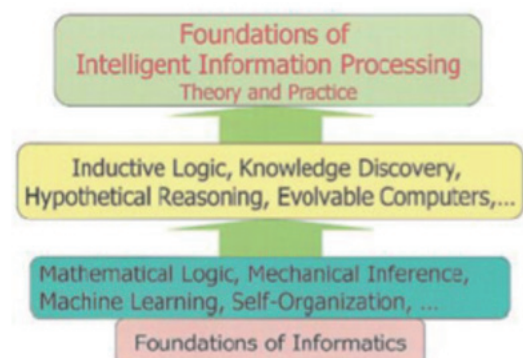 Foundations of
Intelligent Information Processing
Theory and Practice
Inductive Logic, Knowledge Discovery,
Hypothetical Reasoning, Evolvable Computers,...
Mathematical Logic, Mechanical Inference,
Machine Learning, Self-Organization, ...
Foundations of Informatics